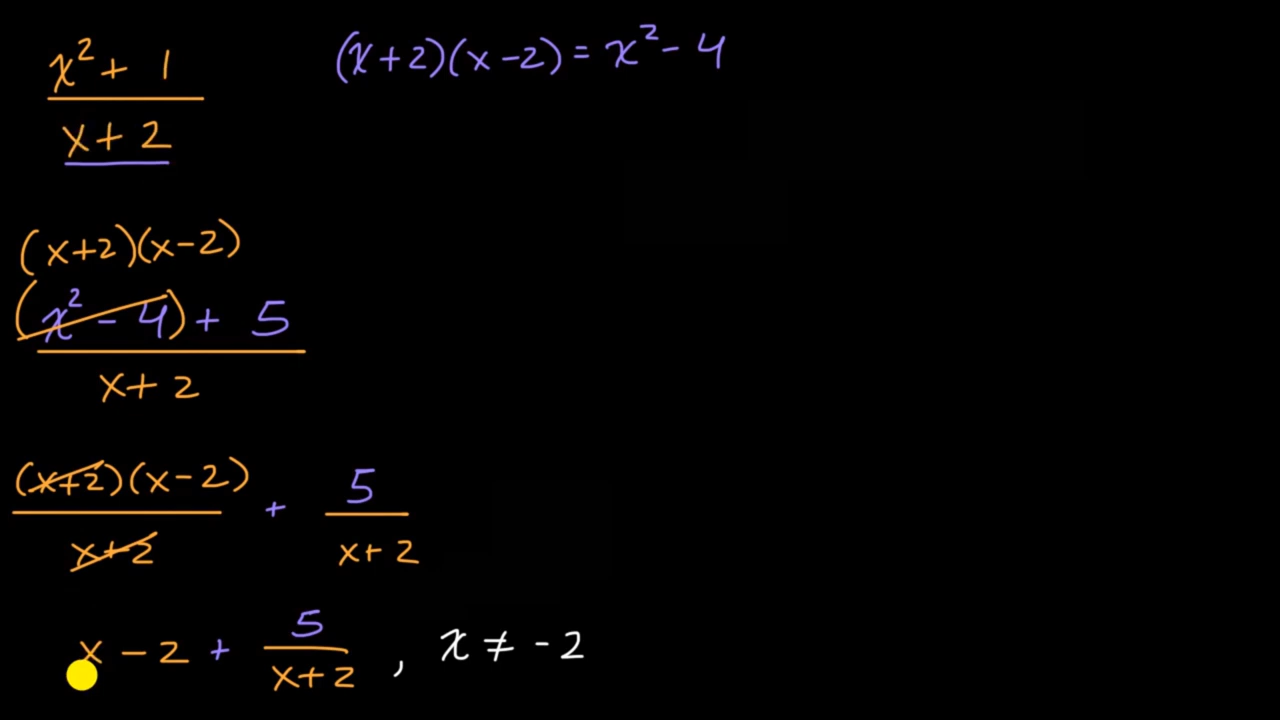 x² + 1
x + 2
(x+2)(x-2) = x² - 4
(x+2)(x-2)
(x² - 4) + 5
x + 2
(x+2)(x-2) + 5
x+2 x+2
x - 2 + 5/x+2 , x ≠ -2